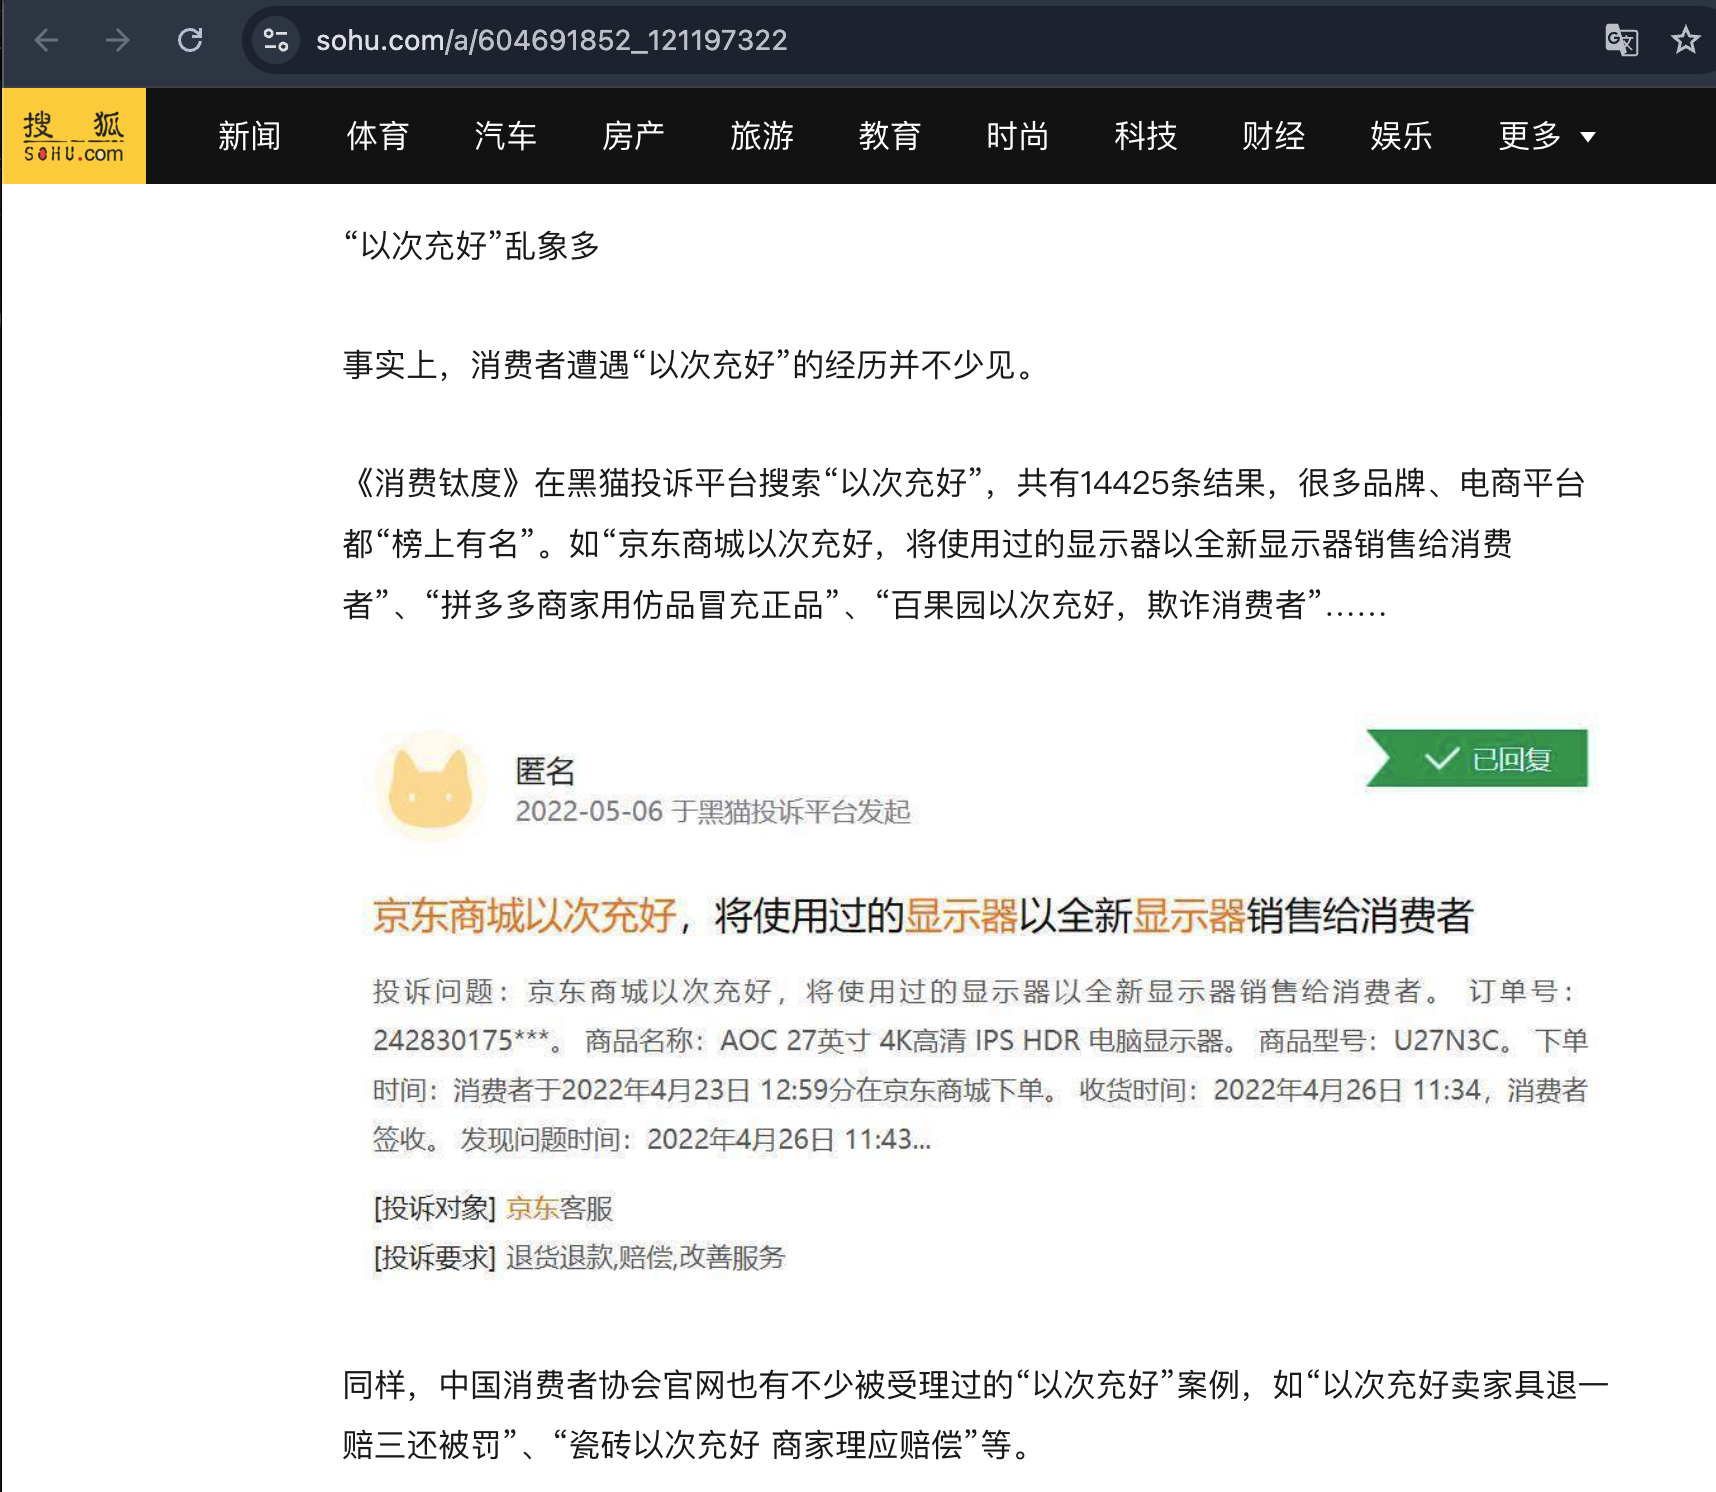 sohu.com/a/604691852_121197322
搜狐
SOHU.com
新闻 体育 汽车 房产 旅游 教育 时尚 科技 财经 娱乐 更多
“以次充好”乱象多
事实上，消费者遭遇“以次充好”的经历并不少见。
《消费钛度》在黑猫投诉平台搜索“以次充好”，共有14425条结果，很多品牌、电商平台
都“榜上有名”。如“京东商城以次充好，将使用过的显示器以全新显示器销售给消费
者”、“拼多多商家用仿品冒充正品”、“百果园以次充好，欺诈消费者”……
匿名
已回复
2022-05-06 于黑猫投诉平台发起
京东商城以次充好，将使用过的显示器以全新显示器销售给消费者
投诉问题：京东商城以次充好，将使用过的显示器以全新显示器销售给消费者。 订单号：
242830175***。 商品名称：AOC 27英寸 4K高清 IPS HDR 电脑显示器。 商品型号：U27N3C。 下单
时间：消费者于2022年4月23日 12:59分在京东商城下单。 收货时间：2022年4月26日 11:34，消费者
签收。 发现问题时间：2022年4月26日 11:43...
[投诉对象] 京东客服
[投诉要求] 退货退款,赔偿,改善服务
同样，中国消费者协会官网也有不少被受理过的“以次充好”案例，如“以次充好卖家具退一
赔三还被罚”、“瓷砖以次充好 商家理应赔偿”等。